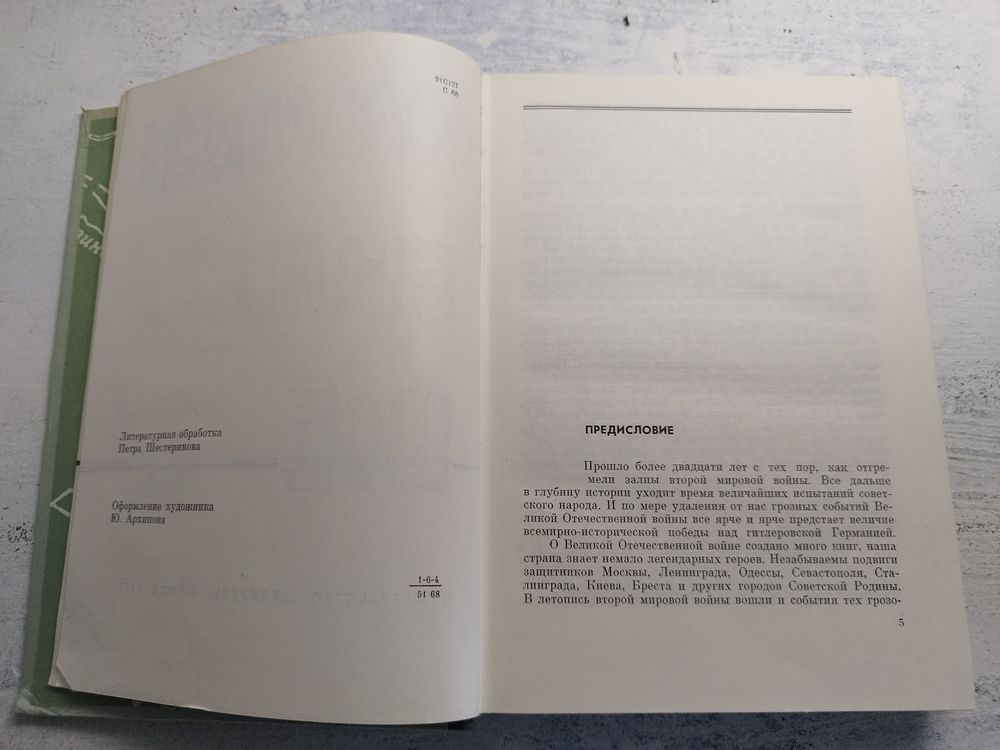 9(С)27
С 60
Литературная обработка
Петра Шестерикова
Оформление художника
Ю. Архипова
1-6-4
51 68
ПРЕДИСЛОВИЕ
Прошло более двадцати лет с тех пор, как отгре-
мели залпы второй мировой войны. Все дальше
в глубину истории уходит время величайших испытаний совет-
ского народа. И по мере удаления от нас грозных событий Ве-
ликой Отечественной войны все ярче и ярче предстает величие
всемирно-исторической победы над гитлеровской Германией.
О Великой Отечественной войне создано много книг, наша
страна знает немало легендарных героев. Незабываемы подвиги
защитников Москвы, Ленинграда, Одессы, Севастополя, Ста-
линграда, Киева, Бреста и других городов Советской Родины.
В летопись второй мировой войны вошли и события тех грозо-
5